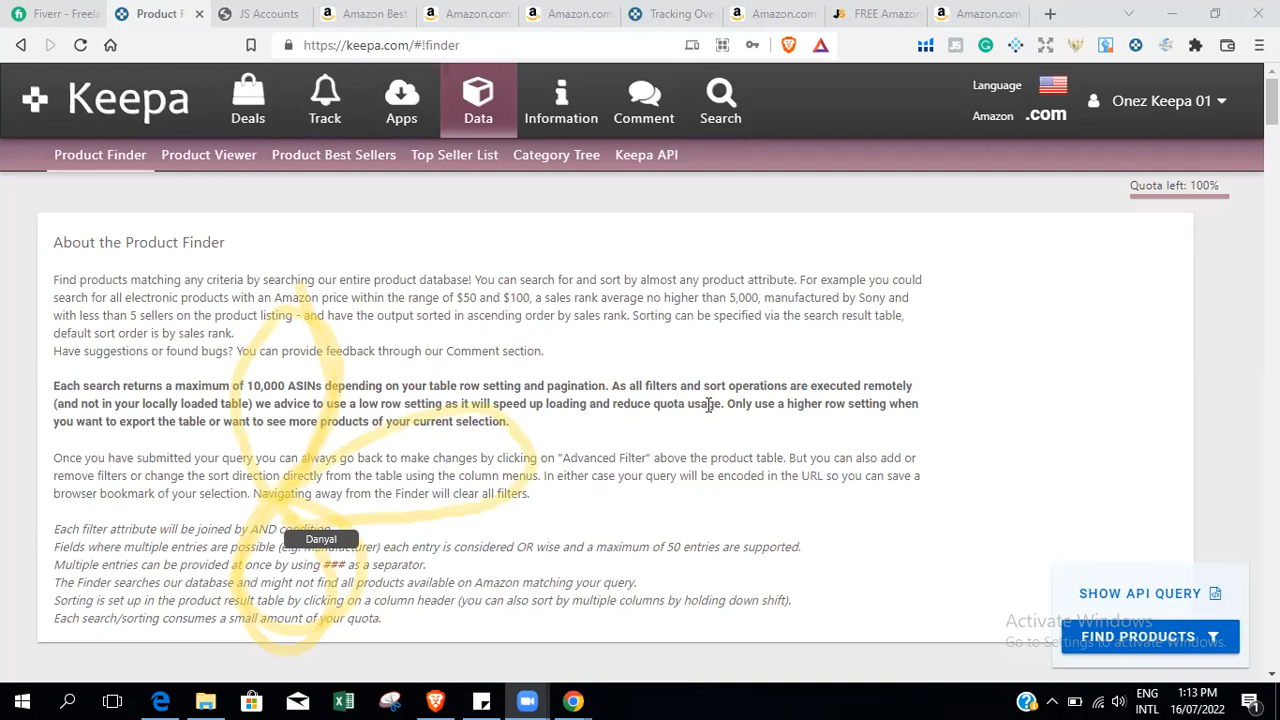 Fiverr - Freela
Product F
JS Accounts
Amazon Bes
Amazon.com
Amazon.com
Tracking Ove
Amazon.com
FREE Amazon
Amazon.com
https://keepa.com/#!finder
Keepa
Deals
Track
Apps
Data
Information
Comment
Search
Language
Amazon .com
Onez Keepa 01
Product Finder
Product Viewer
Product Best Sellers
Top Seller List
Category Tree
Keepa API
Quota left: 100%
About the Product Finder
Find products matching any criteria by searching our entire product database! You can search for and sort by almost any product attribute. For example you could
search for all electronic products with an Amazon price within the range of $50 and $100, a sales rank average no higher than 5,000, manufactured by Sony and
with less than 5 sellers on the product listing - and have the output sorted in ascending order by sales rank. Sorting can be specified via the search result table,
default sort order is by sales rank.
Have suggestions or found bugs? You can provide feedback through our Comment section.
Each search returns a maximum of 10,000 ASINs depending on your table row setting and pagination. As all filters and sort operations are executed remotely
(and not in your locally loaded table) we advice to use a low row setting as it will speed up loading and reduce quota usage. Only use a higher row setting when
you want to export the table or want to see more products of your current selection.
Once you have submitted your query you can always go back to make changes by clicking on "Advanced Filter" above the product table. But you can also add or
remove filters or change the sort direction directly from the table using the column menus. In either case your query will be encoded in the URL so you can save a
browser bookmark of your selection. Navigating away from the Finder will clear all filters.
Each filter attribute will be joined by AND condition.
Danyal
Fields where multiple entries are possible (e.g. Manufacturer) each entry is considered OR wise and a maximum of 50 entries are supported.
Multiple entries can be provided at once by using ### as a separator.
The Finder searches our database and might not find all products available on Amazon matching your query.
Sorting is set up in the product result table by clicking on a column header (you can also sort by multiple columns by holding down shift).
Each search/sorting consumes a small amount of your quota.
SHOW API QUERY
FIND PRODUCTS
Activate Windows
Go to Settings to activate Windows.
ENG
INTL
1:13 PM
16/07/2022